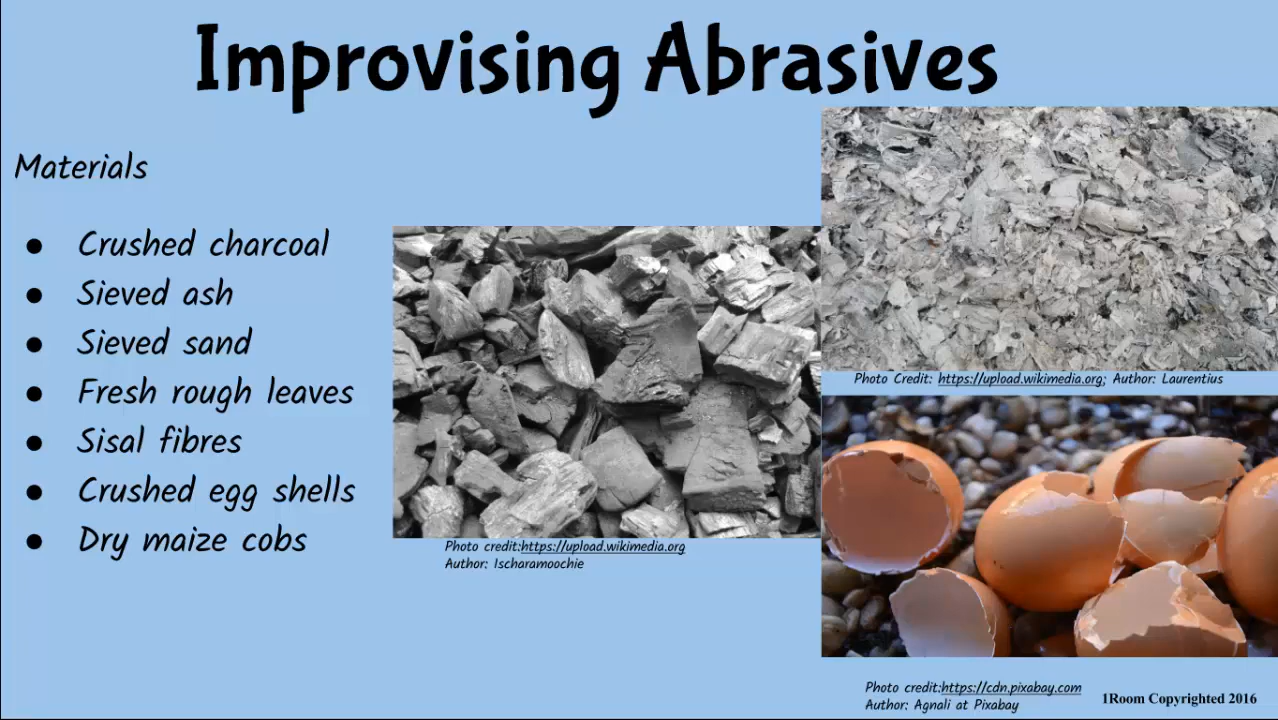 Improvising Abrasives
Materials
● Crushed charcoal
● Sieved ash
● Sieved sand
● Fresh rough leaves
● Sisal fibres
● Crushed egg shells
● Dry maize cobs
Photo credit:https://upload.wikimedia.org
Author: Ischaramoochie
Photo Credit: https://upload.wikimedia.org; Author: Laurentius
Photo credit:https://cdn.pixabay.com
Author: Agnali at Pixabay
1Room Copyrighted 2016